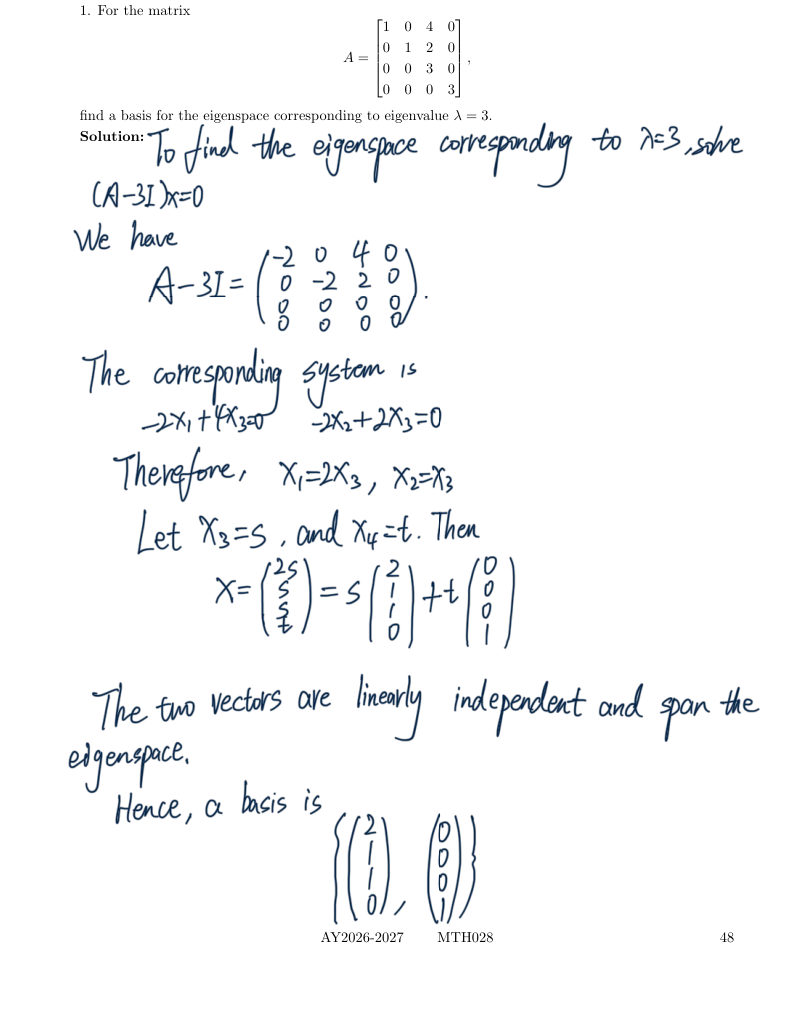 1. For the matrix
A = [1 0 4 0
0 1 2 0
0 0 3 0
0 0 0 3],
find a basis for the eigenspace corresponding to eigenvalue λ = 3.
Solution: To find the eigenspace corresponding to λ=3, solve
(A-3I)x=0
We have
A-3I = (-2 0 4 0
0 -2 2 0
0 0 0 0
0 0 0 0).
The corresponding system is
-2x₁+4x₃=0 -2x₂+2x₃=0
Therefore, x₁=2x₃, x₂=x₃
Let x₃=s, and x₄=t. Then
x = (2s s s t) = s (2 1 1 0) + t (0 0 0 1)
The two vectors are linearly independent and span the
eigenspace.
Hence, a basis is
{(2 1 1 0), (0 0 0 1)}
AY2026-2027 MTH028 48